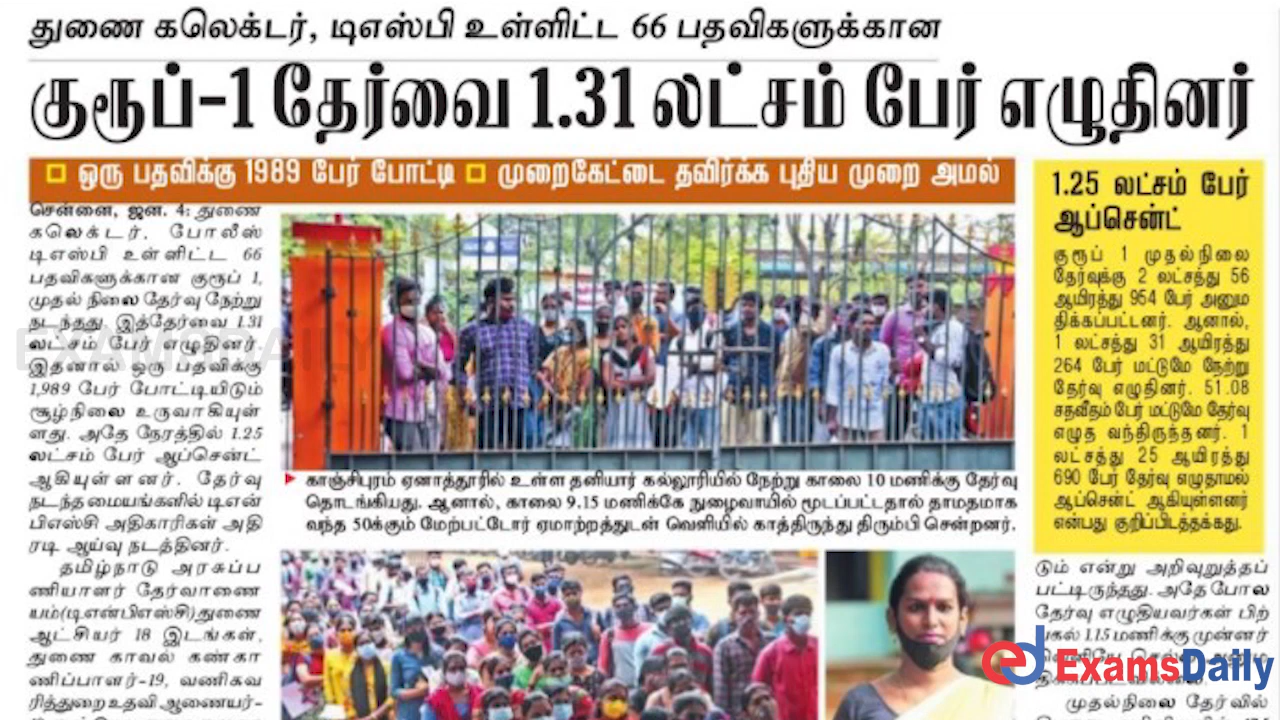 துணை கலெக்டர், டிஎஸ்பி உள்ளிட்ட 66 பதவிகளுக்கான
குரூப்-1 தேர்வை 1.31 லட்சம் பேர் எழுதினர்
ஒரு பதவிக்கு 1989 பேர் போட்டி முறைகேட்டை தவிர்க்க புதிய முறை அமல்
சென்னை, ஜன. 4: துணை
கலெக்டர், போலீஸ்
டிஎஸ்பி உள்ளிட்ட 66
பதவிகளுக்கான குரூப் 1,
முதல் நிலை தேர்வு நேற்று
நடந்தது. இத்தேர்வை 1.31
லட்சம் பேர் எழுதினர்.
இதனால் ஒரு பதவிக்கு
1,989 பேர் போட்டியிடும்
சூழ்நிலை உருவாகியுள்
ளது. அதே நேரத்தில் 1.25
லட்சம் பேர் ஆப்சென்ட்
ஆகியுள்ளனர். தேர்வு
நடந்தமையங்களில் டிஎன்
பிஎஸ்சி அதிகாரிகள் அதி
ரடி ஆய்வு நடத்தினர்.
தமிழ்நாடு அரசுப்ப
ணியாளர் தேர்வாணை
யம்(டிஎன்பிஎஸ்சி)துணை
ஆட்சியர் 18 இடங்கள்,
துணை காவல் கண்கா
ணிப்பாளர்-19, வணிகவ
ரித்துறை உதவி ஆணையர்-
காஞ்சிபுரம் ஏனாத்தூரில் உள்ள தனியார் கல்லூரியில் நேற்று காலை 10 மணிக்கு தேர்வு
தொடங்கியது. ஆனால், காலை 9.15 மணிக்கே நுழைவாயில் மூடப்பட்டதால் தாமதமாக
வந்த 50க்கும் மேற்பட்டோர் ஏமாற்றத்துடன் வெளியில் காத்திருந்து திரும்பி சென்றனர்.
1.25 லட்சம் பேர்
ஆப்சென்ட்
குரூப் 1 முதல்நிலை
தேர்வுக்கு 2 லட்சத்து 56
ஆயிரத்து 954 பேர் அனும
திக்கப்பட்டனர். ஆனால்,
1 லட்சத்து 31 ஆயிரத்து
264 பேர் மட்டுமே நேற்று
தேர்வு எழுதினர். 51.08
சதவீதம் பேர் மட்டுமே தேர்வு
எழுத வந்திருந்தனர். 1
லட்சத்து 25 ஆயிரத்து
690 பேர் தேர்வு எழுதாமல்
ஆப்சென்ட் ஆகியுள்ளனர்
என்பது குறிப்பிடத்தக்கது.
டும் என்று அறிவுறுத்தப்
பட்டிருந்தது. அதே போல
தேர்வு எழுதியவர்கள் பிற்
பகல் 1.15 மணிக்கு முன்னர்
முதல்நிலை தேர்வில்
ExamsDaily
EXAMSDAILY